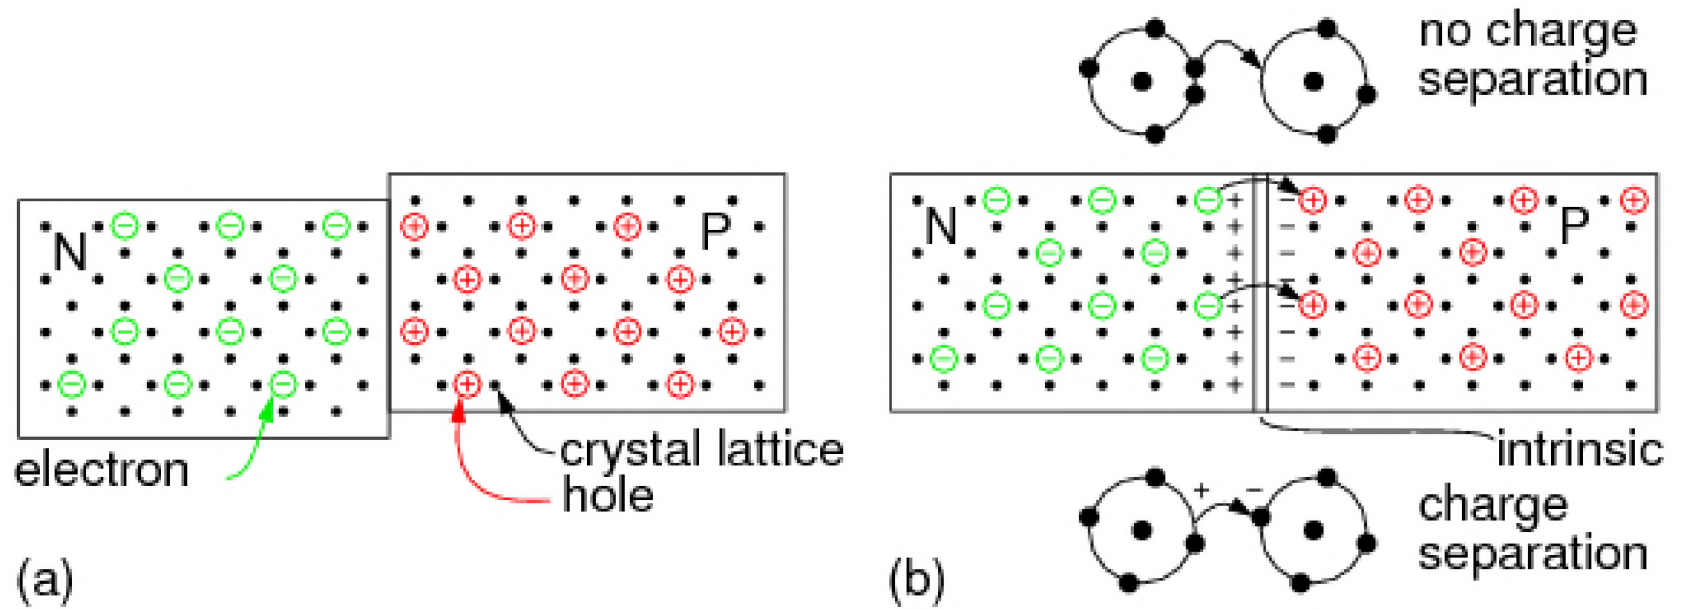 no charge
separation
N
P
N
P
electron
crystal lattice
hole
intrinsic
+ −
charge
separation
(a)
(b)